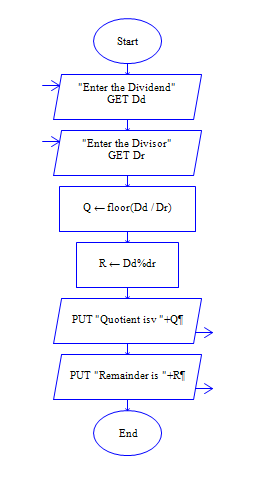 Start
"Enter the Dividend"
GET Dd
"Enter the Divisor"
GET Dr
Q ← floor(Dd / Dr)
R ← Dd%dr
PUT "Quotient isv "+Q¶
PUT "Remainder is "+R¶
End